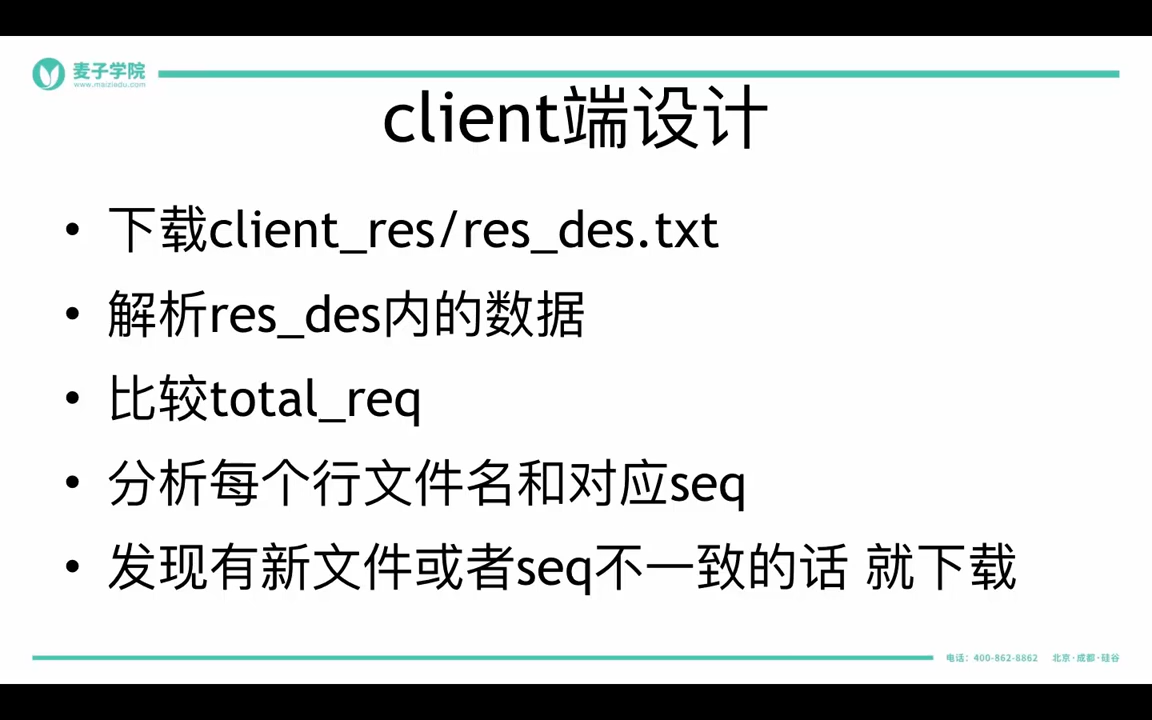 麦子学院
www.maiziedu.com
client端设计
• 下载client_res/res_des.txt
• 解析res_des内的数据
• 比较total_req
• 分析每个行文件名和对应seq
• 发现有新文件或者seq不一致的话 就下载
电话：400-862-8862 北京·成都·硅谷